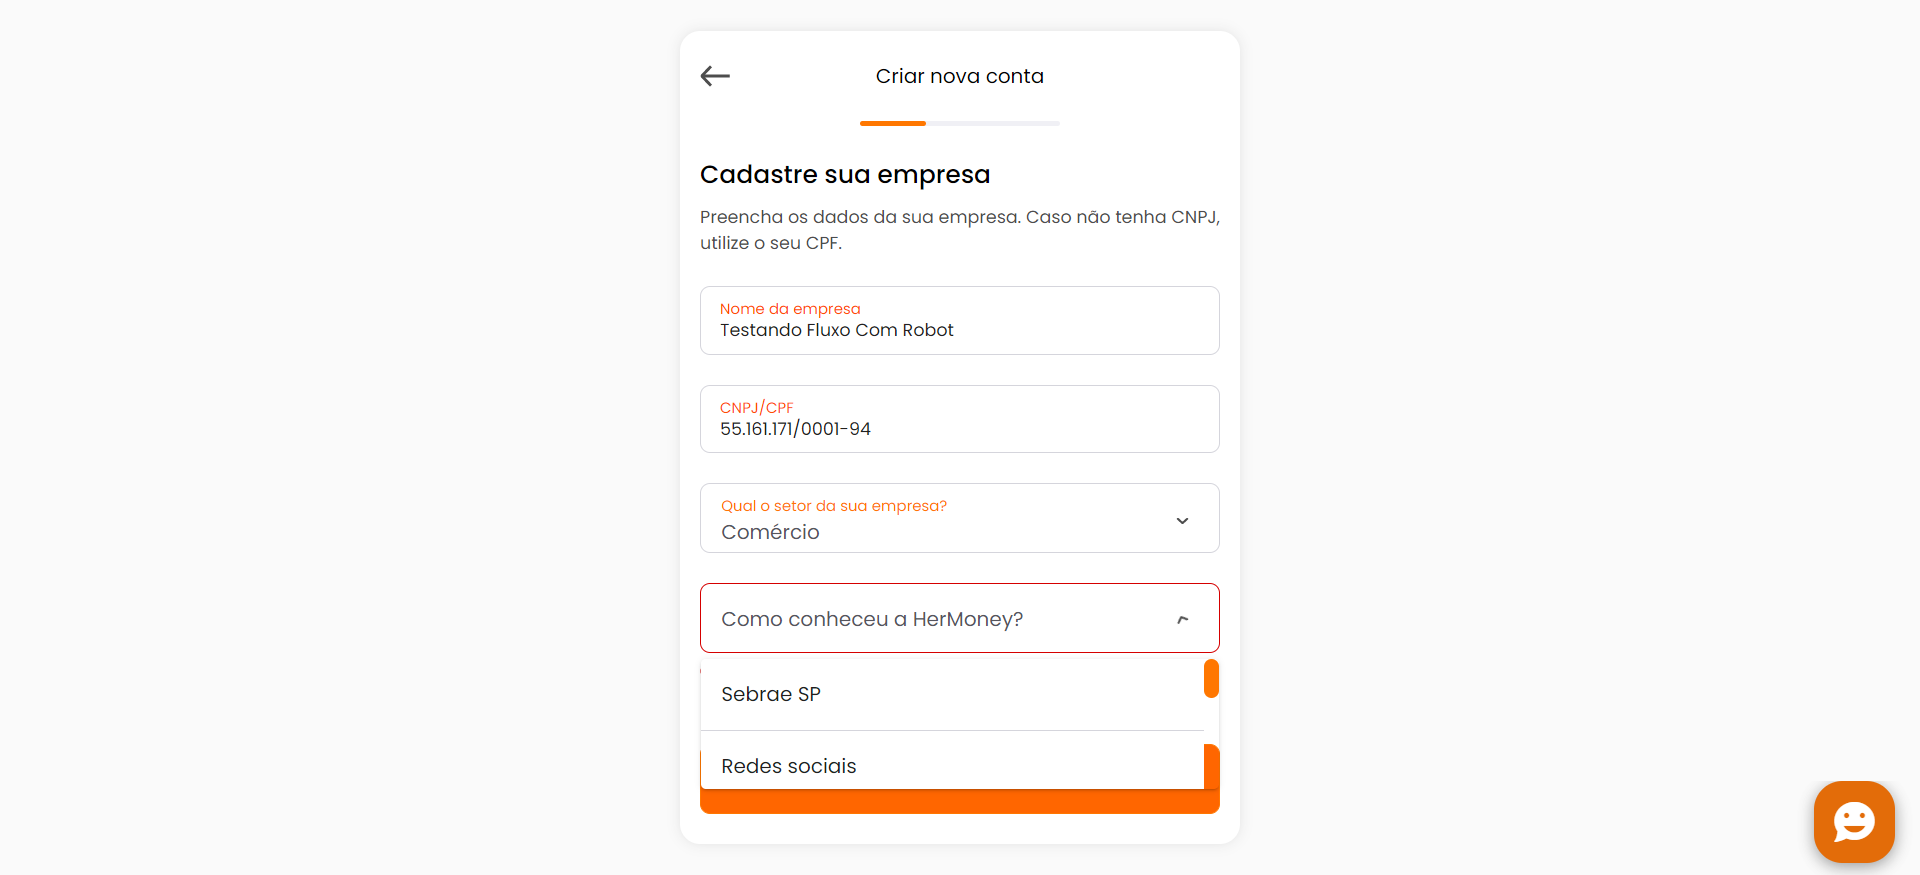 Criar nova conta
Cadastre sua empresa
Preencha os dados da sua empresa. Caso não tenha CNPJ,
utilize o seu CPF.
Nome da empresa
Testando Fluxo Com Robot
CNPJ/CPF
55.161.171/0001-94
Qual o setor da sua empresa?
Comércio
Como conheceu a HerMoney?
Sebrae SP
Redes sociais